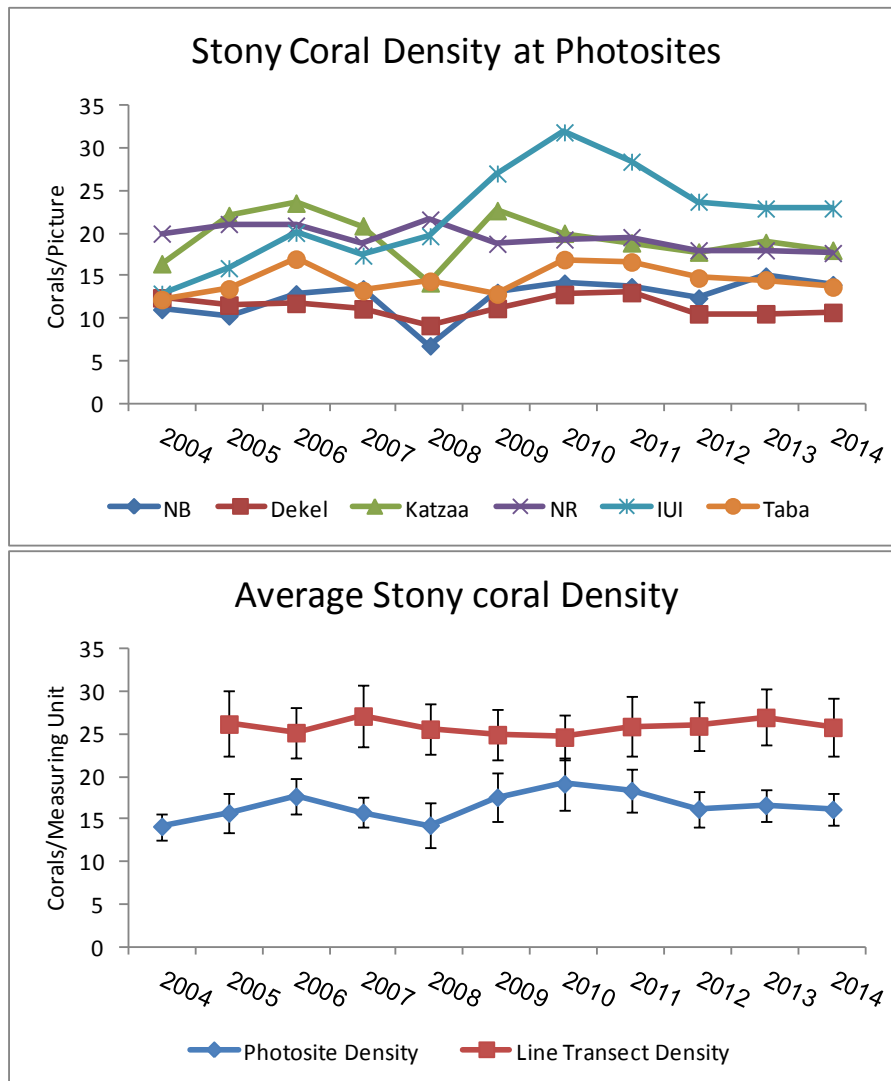 Stony Coral Density at Photosites
Corals/Picture
35
30
25
20
15
10
5
0
2004 2005 2006 2007 2008 2009 2010 2011 2012 2013 2014
NB Dekel Katzaa NR IUI Taba
Average Stony coral Density
Corals/Measuring Unit
35
30
25
20
15
10
5
0
2004 2005 2006 2007 2008 2009 2010 2011 2012 2013 2014
Photosite Density Line Transect Density